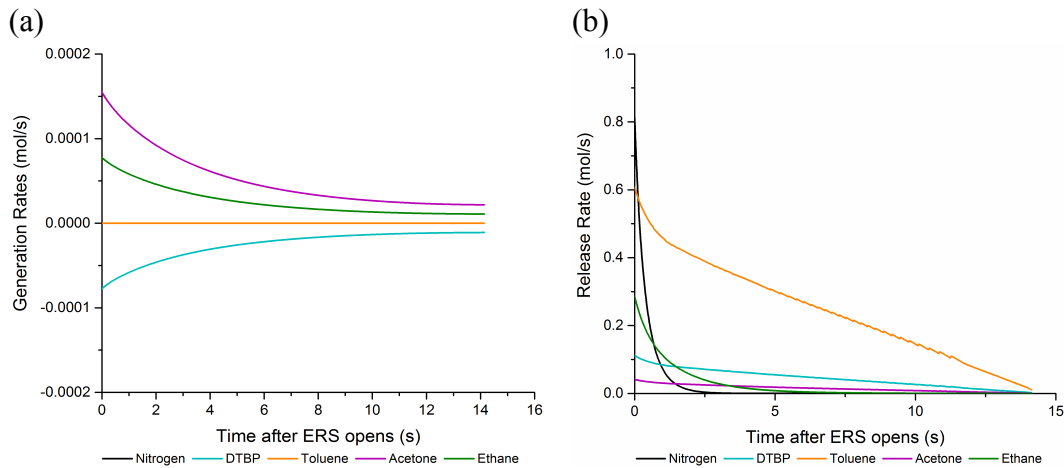 (a)
Generation Rates (mol/s)
0.0002
0.0001
0.0000
-0.0001
-0.0002
0 2 4 6 8 10 12 14 16
Time after ERS opens (s)
Nitrogen DTBP Toluene Acetone Ethane
(b)
Release Rate (mol/s)
1.0
0.8
0.6
0.4
0.2
0.0
0 5 10 15
Time after ERS opens (s)
Nitrogen DTBP Toluene Acetone Ethane